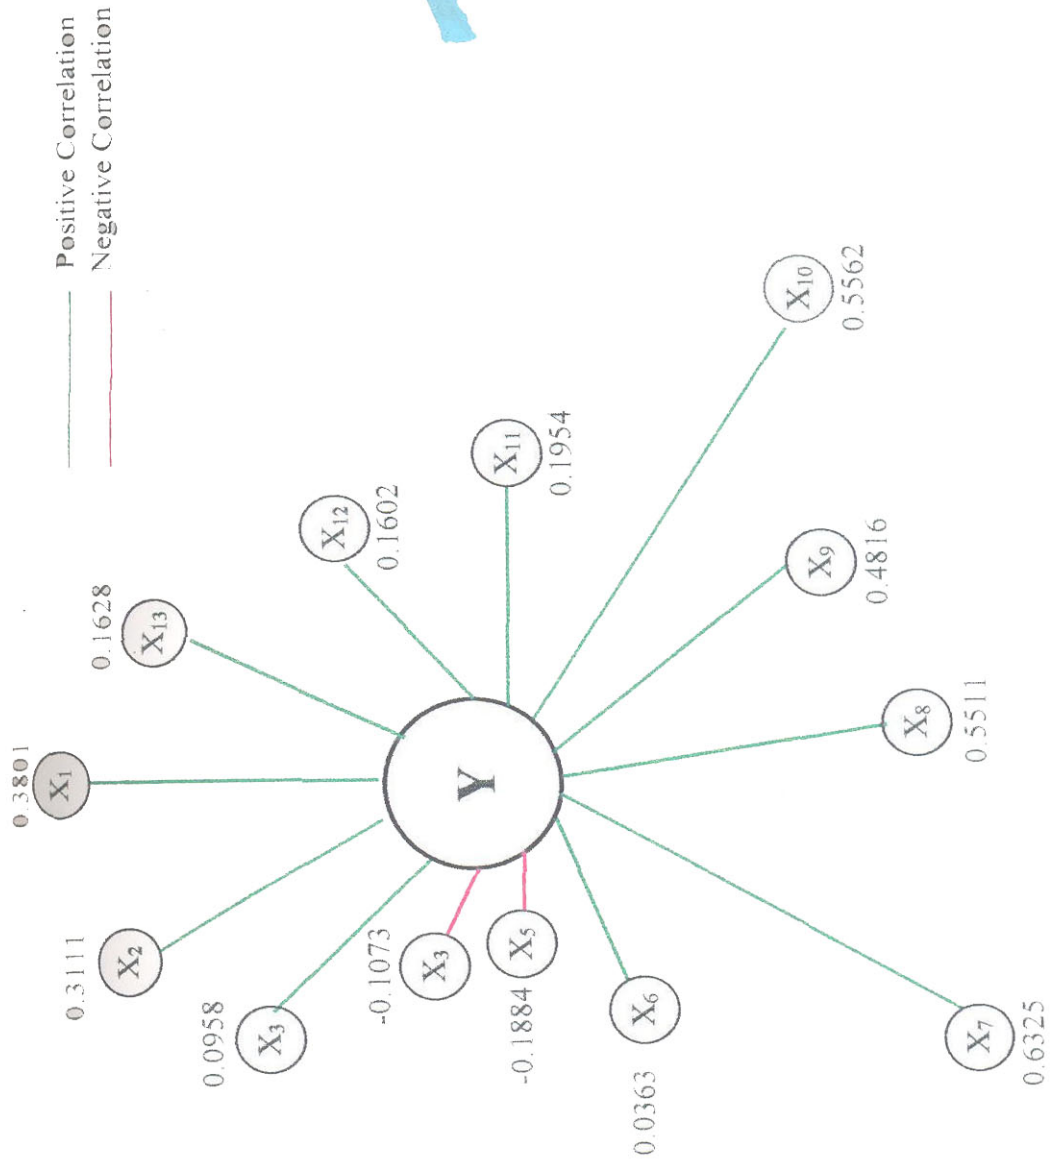 Positive Correlation
Negative Correlation
0.3801
X₁
0.1628
X₁₃
0.1602
X₁₂
0.1954
X₁₁
0.5562
X₁₀
0.4816
X₉
0.5511
X₈
0.6325
X₇
0.0363
X₆
-0.1884
X₅
-0.1073
X₃
0.0958
X₃
0.3111
X₂
Y